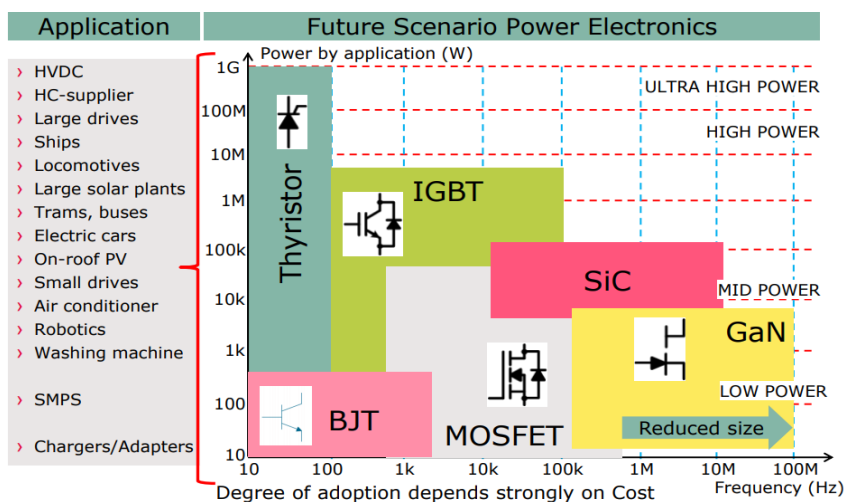 Application
Future Scenario Power Electronics
› HVDC
› HC-supplier
› Large drives
› Ships
› Locomotives
› Large solar plants
› Trams, buses
› Electric cars
› On-roof PV
› Small drives
› Air conditioner
› Robotics
› Washing machine
› SMPS
› Chargers/Adapters
Power by application (W)
1G
100M
10M
1M
100k
10k
1k
100
10
ULTRA HIGH POWER
HIGH POWER
MID POWER
LOW POWER
Thyristor
IGBT
SiC
GaN
BJT
MOSFET
Reduced size
10 100 1k 10k 100k 1M 10M 100M
Frequency (Hz)
Degree of adoption depends strongly on Cost